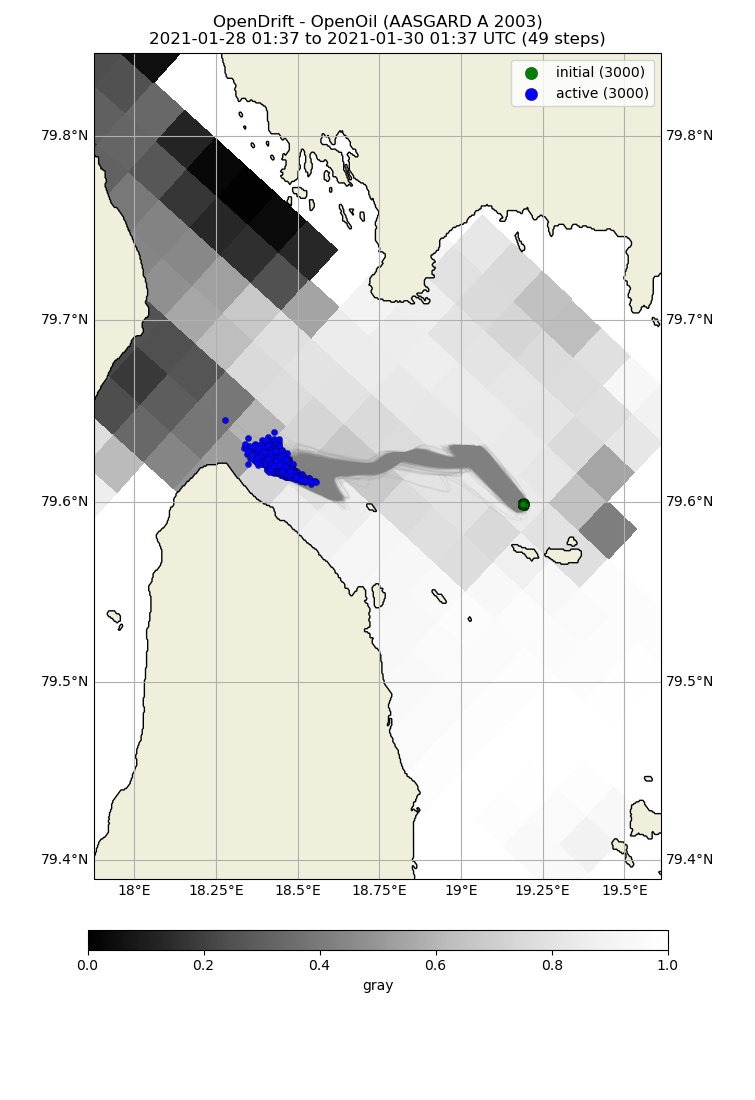 OpenDrift - OpenOil (AASGARD A 2003)
2021-01-28 01:37 to 2021-01-30 01:37 UTC (49 steps)
initial (3000)
active (3000)
79.8°N 79.8°N
79.7°N 79.7°N
79.6°N 79.6°N
79.5°N 79.5°N
79.4°N 79.4°N
18°E 18.25°E 18.5°E 18.75°E 19°E 19.25°E 19.5°E
0.0 0.2 0.4 0.6 0.8 1.0
gray